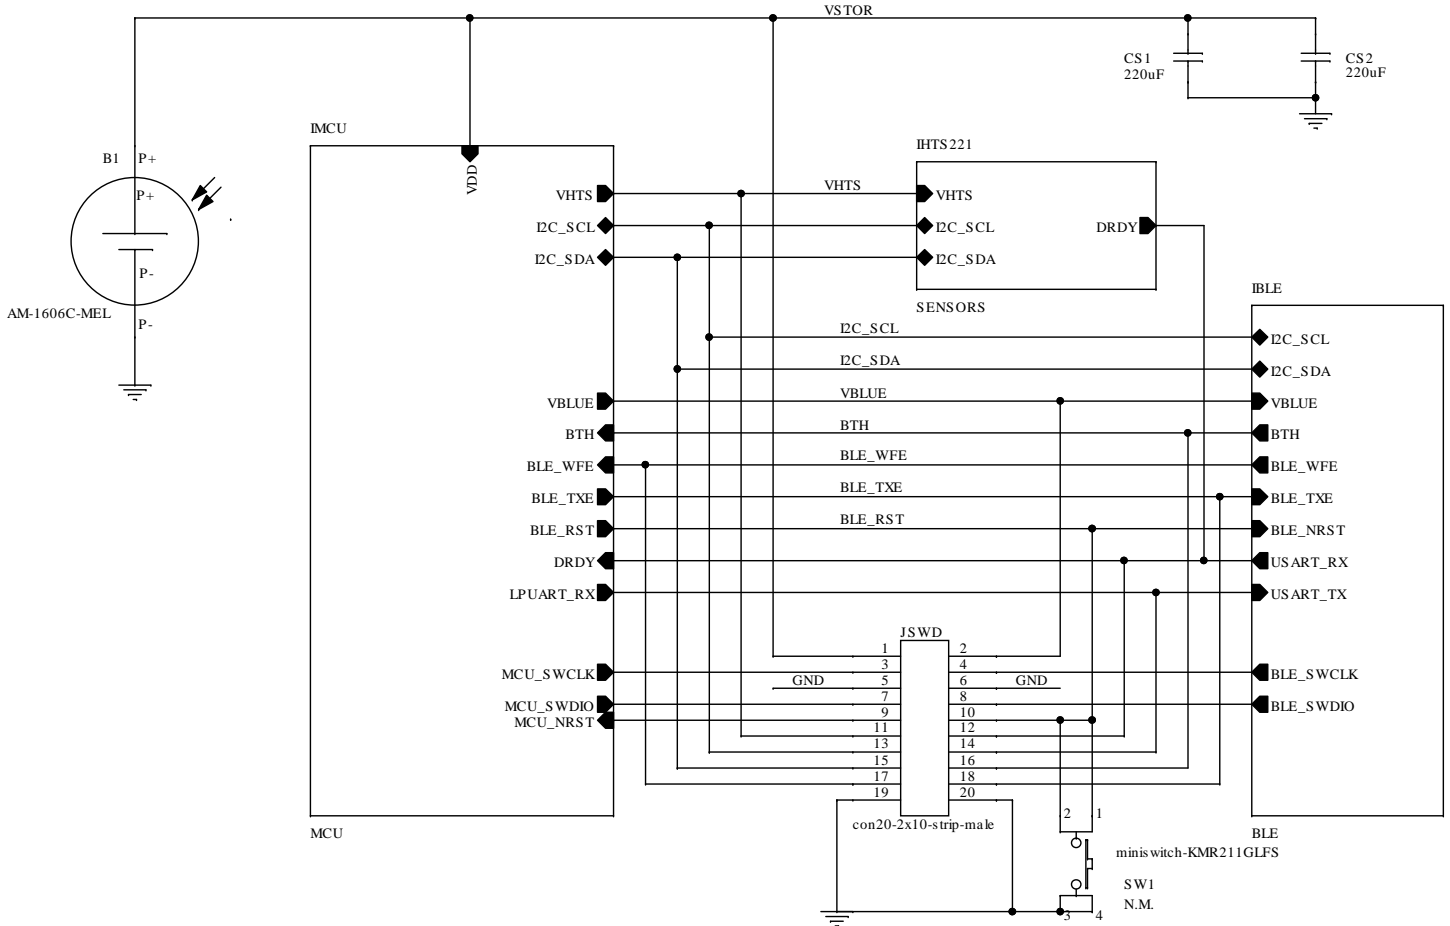 VSTOR
CS1
220uF
CS2
220uF
IMCU
VDD
B1
P+
P+
P-
P-
AM-1606C-MEL
VHTS
I2C_SCL
I2C_SDA
VBLUE
BTH
BLE_WFE
BLE_TXE
BLE_RST
DRDY
LPUART_RX
MCU_SWCLK
MCU_SWDIO
MCU_NRST
MCU
VHTS
IHTS221
VHTS
I2C_SCL
I2C_SDA
DRDY
SENSORS
I2C_SCL
I2C_SDA
VBLUE
BTH
BLE_WFE
BLE_TXE
BLE_RST
IBLE
I2C_SCL
I2C_SDA
VBLUE
BTH
BLE_WFE
BLE_TXE
BLE_NRST
USART_RX
USART_TX
BLE_SWCLK
BLE_SWDIO
BLE
JSWD
1 2
3 4
GND 5 6 GND
7 8
9 10
11 12
13 14
15 16
17 18
19 20
con20-2x10-strip-male
2 1
miniswitch-KMR211GLFS
SW1
N.M.
3 4